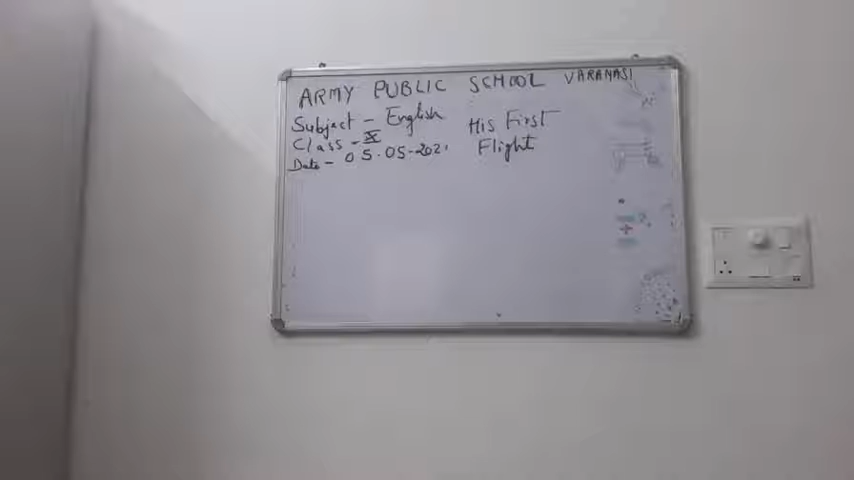 ARMY PUBLIC SCHOOL VARANASI
Subject - English
Class - X
Date - 05.05-2021
His First
Flight